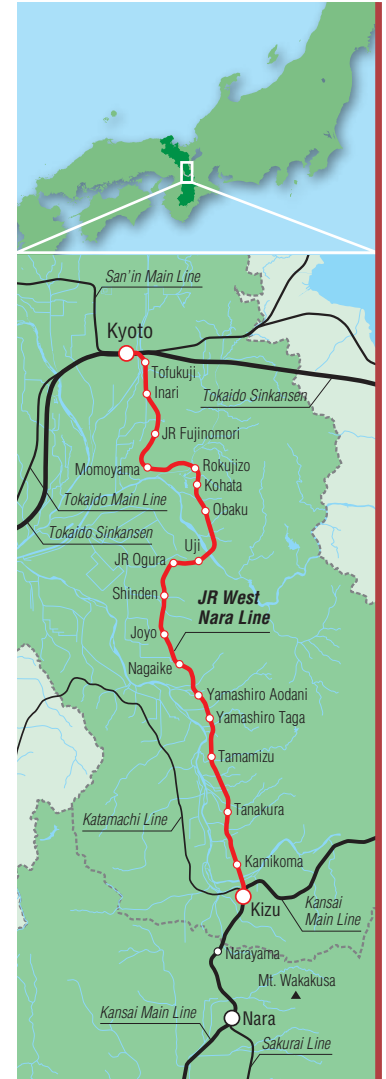 San'in Main Line
Kyoto
Tofukuji
Inari
Tokaido Sinkansen
JR Fujinomori
Momoyama
Rokujizo
Kohata
Tokaido Main Line
Obaku
Tokaido Sinkansen
Uji
JR Ogura
Shinden
JR West
Nara Line
Joyo
Nagaike
Yamashiro Aodani
Yamashiro Taga
Tamamizu
Tanakura
Katamachi Line
Kamikoma
Kizu
Kansai
Main Line
Narayama
Mt. Wakakusa
Kansai Main Line
Nara
Sakurai Line